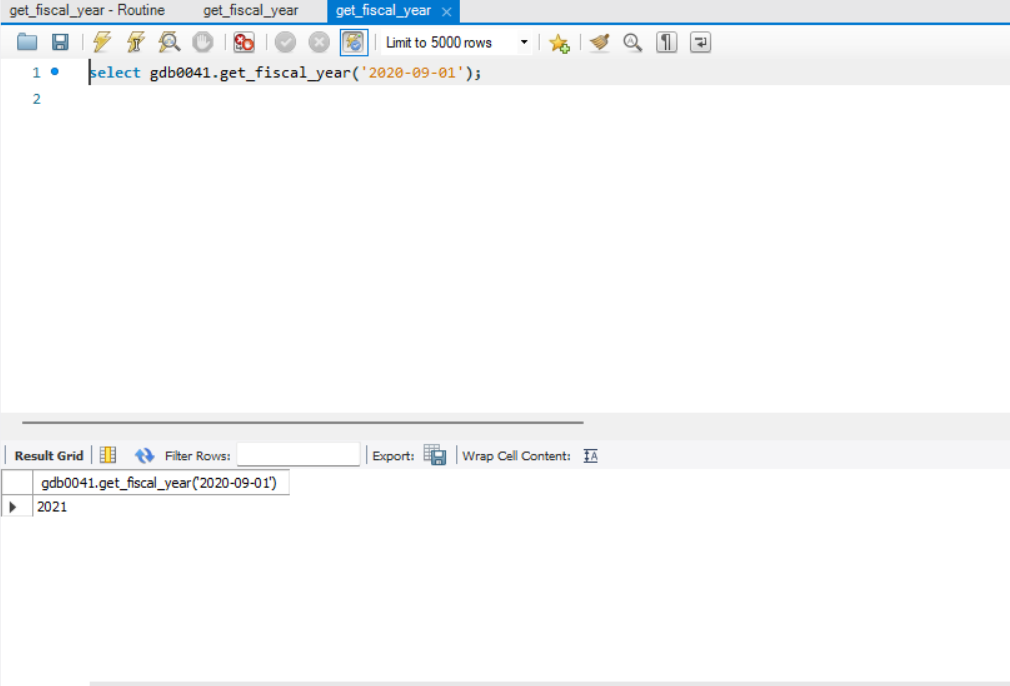 get_fiscal_year - Routine get_fiscal_year get_fiscal_year
Limit to 5000 rows
1 select gdb0041.get_fiscal_year('2020-09-01');
2
Result Grid Filter Rows: Export: Wrap Cell Content: IA
gdb0041.get_fiscal_year('2020-09-01')
2021